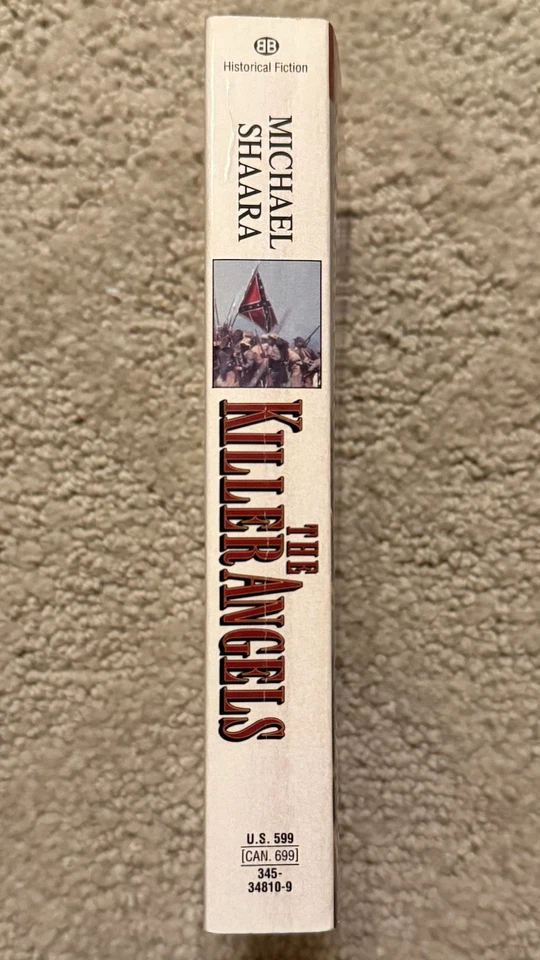 BB
Historical Fiction
MICHAEL
SHAARA
THE
KILLER ANGELS
U.S. 599
[CAN. 699]
345-
34810-9